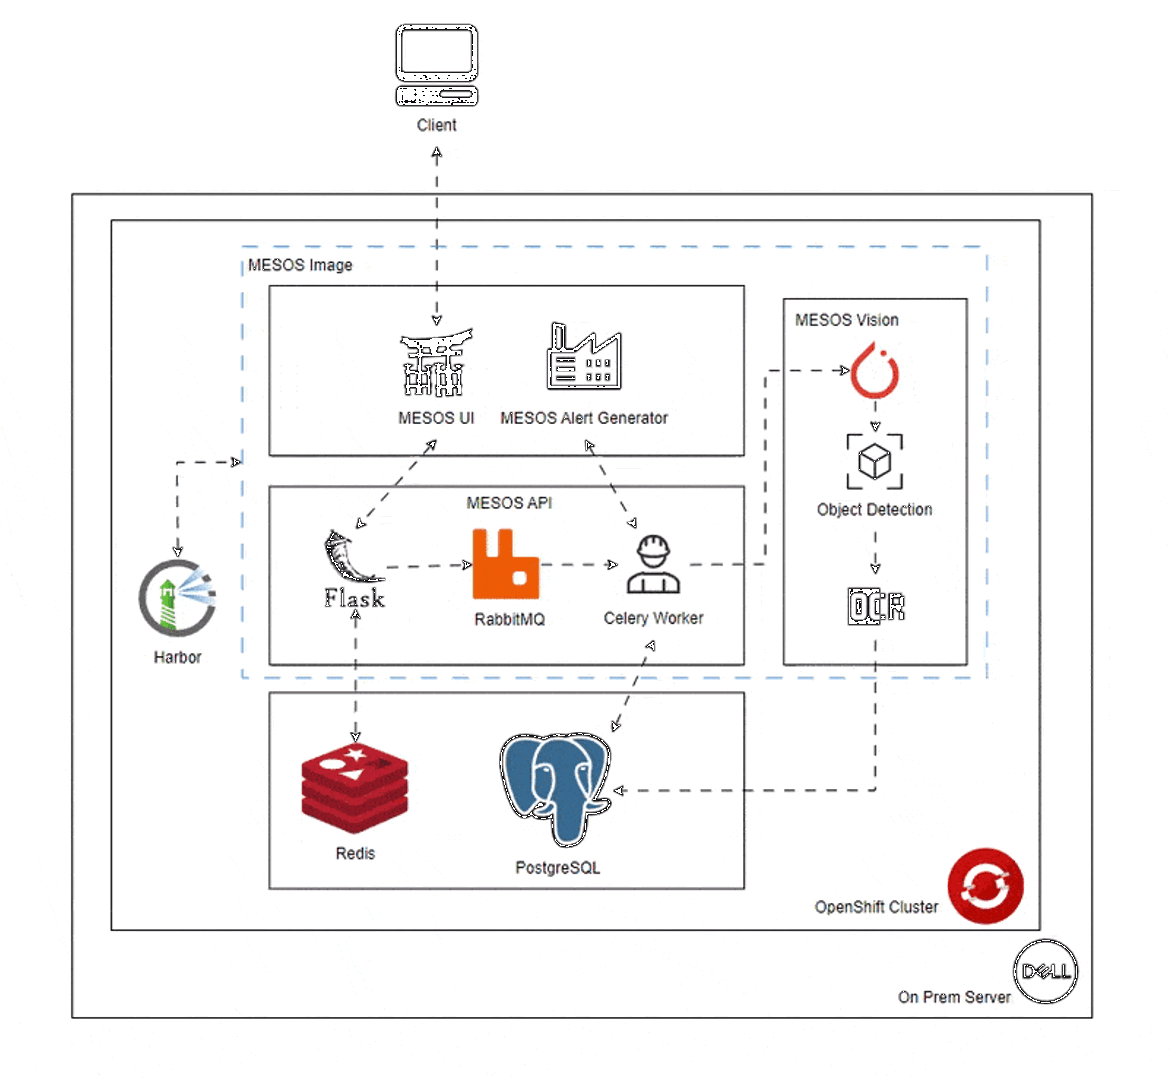 Client
MESOS Image
MESOS UI
MESOS Alert Generator
MESOS Vision
Object Detection
OCR
MESOS API
Flask
RabbitMQ
Celery Worker
Harbor
Redis
PostgreSQL
OpenShift Cluster
DELL
On Prem Server